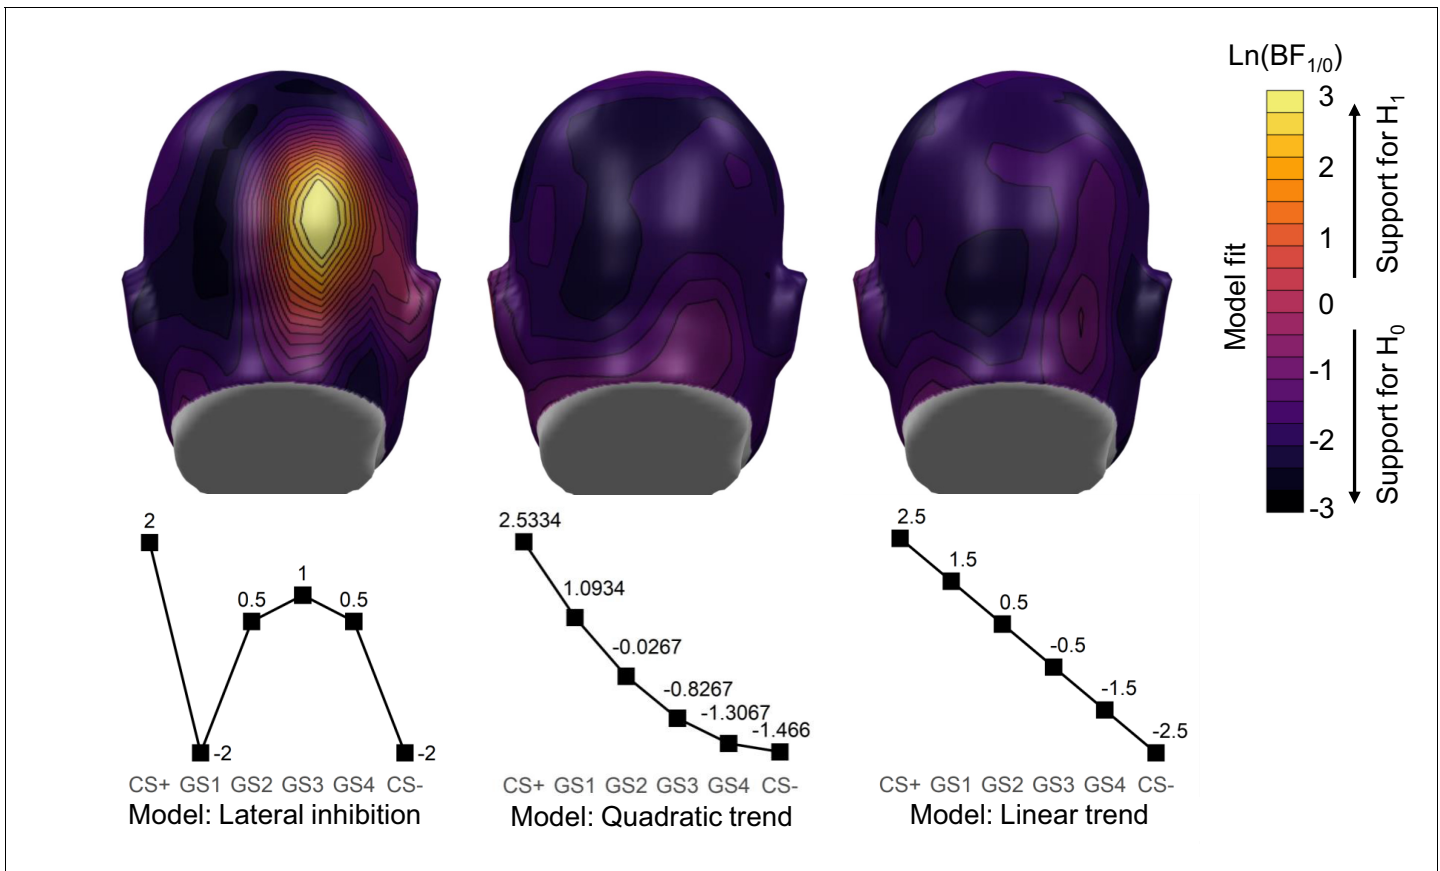 Ln(BF1/0)
3
2
1
0
-1
-2
-3
Model fit
Support for H1
Support for H0
2
-2
0.5
1
0.5
-2
CS+ GS1 GS2 GS3 GS4 CS-
Model: Lateral inhibition
2.5334
1.0934
-0.0267
-0.8267
-1.3067
-1.466
CS+ GS1 GS2 GS3 GS4 CS-
Model: Quadratic trend
2.5
1.5
0.5
-0.5
-1.5
-2.5
CS+ GS1 GS2 GS3 GS4 CS-
Model: Linear trend